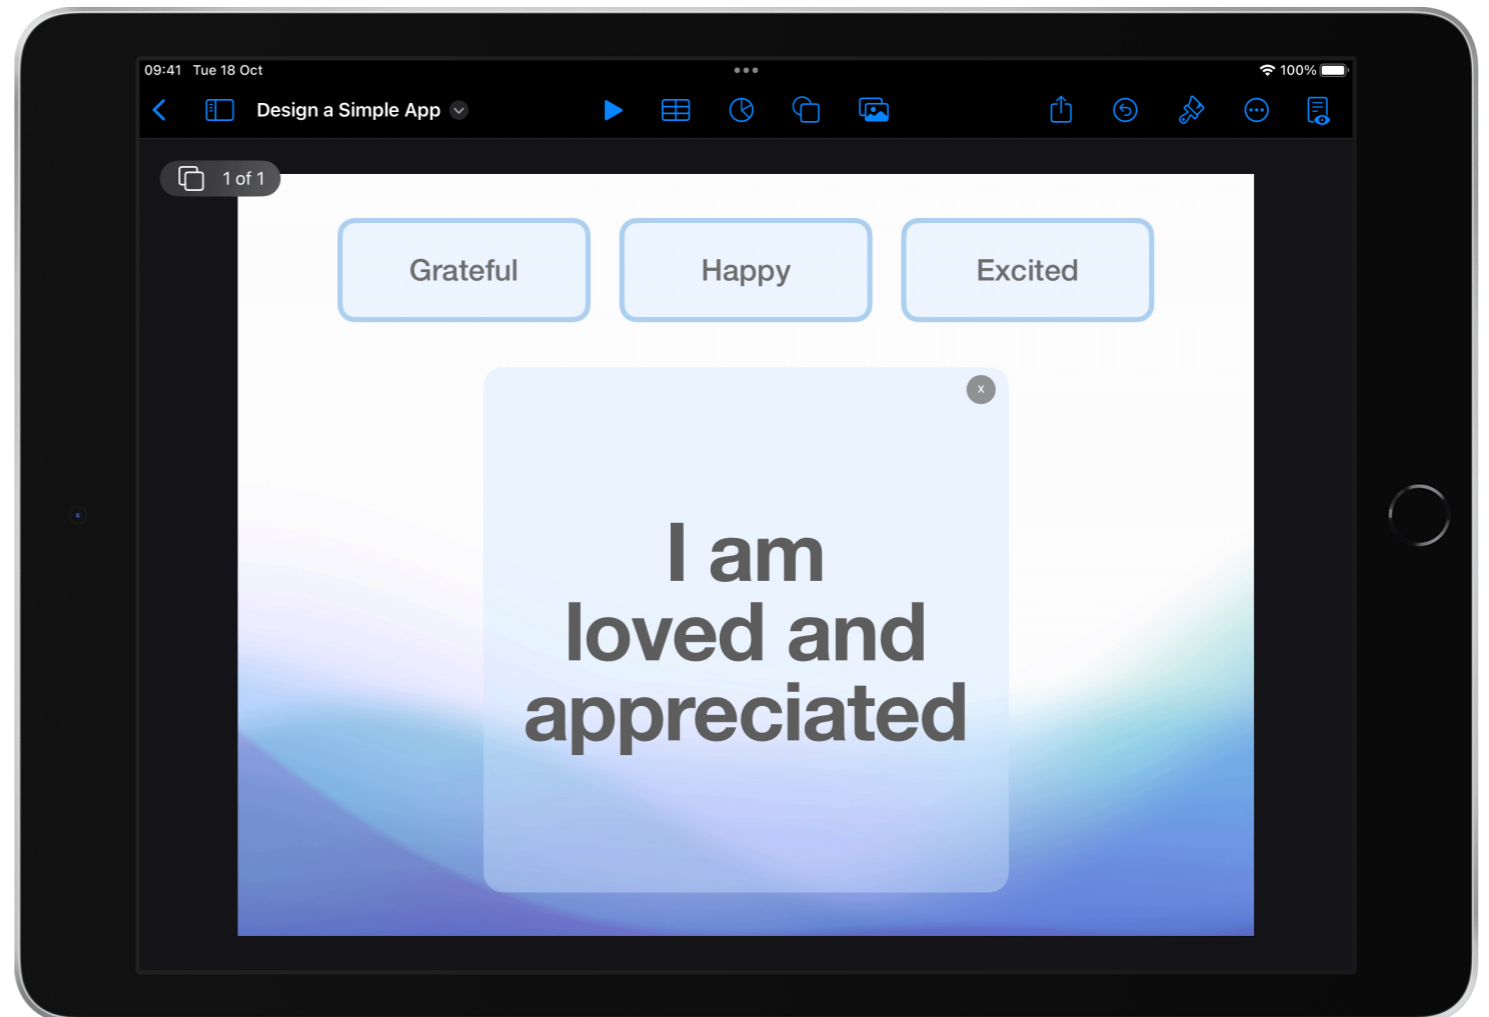 09:41 Tue 18 Oct
100%
Design a Simple App
1 of 1
Grateful
Happy
Excited
x
I am
loved and
appreciated